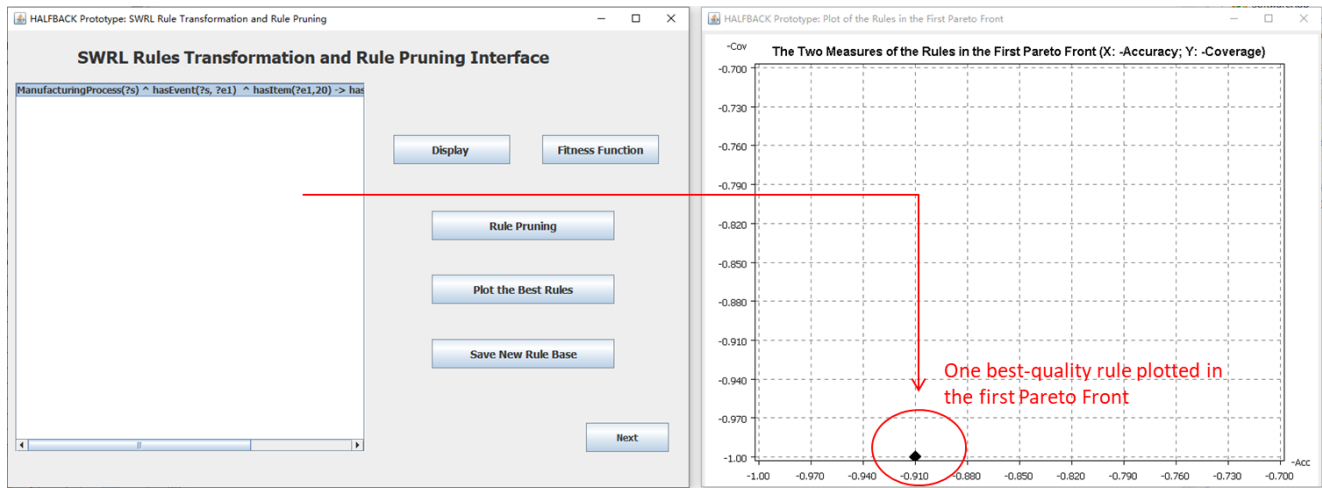 HALFBACK Prototype: SWRL Rule Transformation and Rule Pruning
SWRL Rules Transformation and Rule Pruning Interface
ManufacturingProcess(?s) ^ hasEvent(?s, ?e1)  ^ hasItem(?e1,20) -> has
Display
Fitness Function
Rule Pruning
Plot the Best Rules
Save New Rule Base
Next
HALFBACK Prototype: Plot of the Rules in the First Pareto Front
-Cov
The Two Measures of the Rules in the First Pareto Front (X: -Accuracy; Y: -Coverage)
-0.700
-0.730
-0.760
-0.790
-0.820
-0.850
-0.880
-0.910
-0.940
-0.970
-1.00
One best-quality rule plotted in
the first Pareto Front
-Acc
-1.00 -0.970 -0.940 -0.910 -0.880 -0.850 -0.820 -0.790 -0.760 -0.730 -0.700